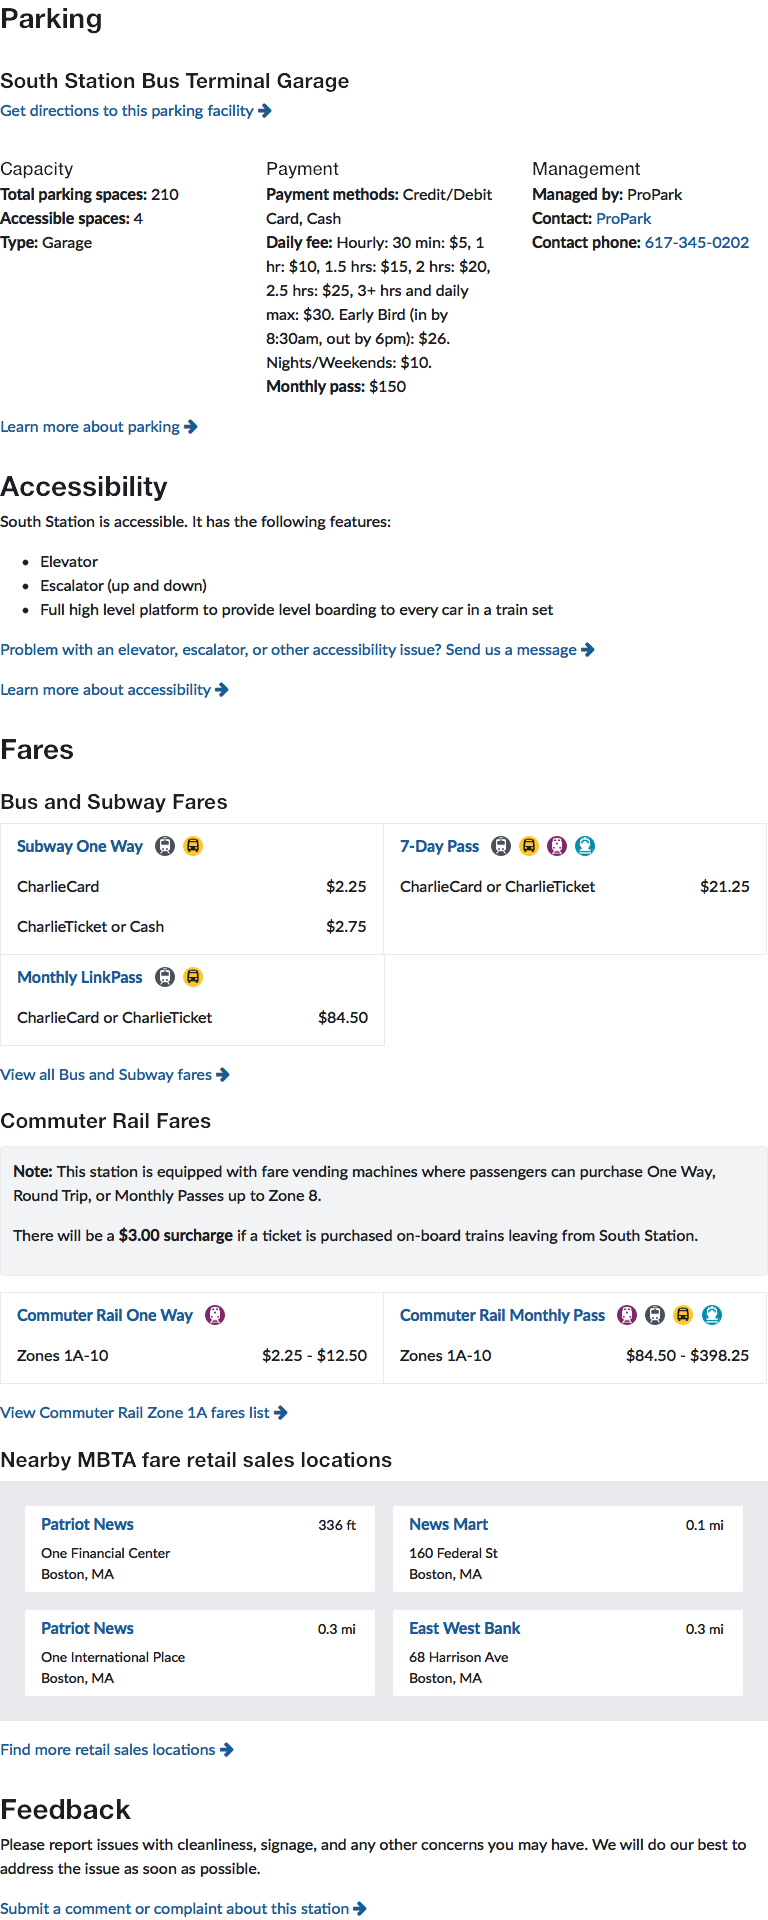 Parking
South Station Bus Terminal Garage
Get directions to this parking facility
Capacity
Total parking spaces: 210
Accessible spaces: 4
Type: Garage
Payment
Payment methods: Credit/Debit
Card, Cash
Daily fee: Hourly: 30 min: $5, 1
hr: $10, 1.5 hrs: $15, 2 hrs: $20,
2.5 hrs: $25, 3+ hrs and daily
max: $30. Early Bird (in by
8:30am, out by 6pm): $26.
Nights/Weekends: $10.
Monthly pass: $150
Management
Managed by: ProPark
Contact: ProPark
Contact phone: 617-345-0202
Learn more about parking
Accessibility
South Station is accessible. It has the following features:
• Elevator
• Escalator (up and down)
• Full high level platform to provide level boarding to every car in a train set
Problem with an elevator, escalator, or other accessibility issue? Send us a message
Learn more about accessibility
Fares
Bus and Subway Fares
Subway One Way
CharlieCard $2.25
CharlieTicket or Cash $2.75
7-Day Pass
CharlieCard or CharlieTicket $21.25
Monthly LinkPass
CharlieCard or CharlieTicket $84.50
View all Bus and Subway fares
Commuter Rail Fares
Note: This station is equipped with fare vending machines where passengers can purchase One Way,
Round Trip, or Monthly Passes up to Zone 8.
There will be a $3.00 surcharge if a ticket is purchased on-board trains leaving from South Station.
Commuter Rail One Way
Zones 1A-10 $2.25 - $12.50
Commuter Rail Monthly Pass
Zones 1A-10 $84.50 - $398.25
View Commuter Rail Zone 1A fares list
Nearby MBTA fare retail sales locations
Patriot News 336 ft
One Financial Center
Boston, MA
News Mart 0.1 mi
160 Federal St
Boston, MA
Patriot News 0.3 mi
One International Place
Boston, MA
East West Bank 0.3 mi
68 Harrison Ave
Boston, MA
Find more retail sales locations
Feedback
Please report issues with cleanliness, signage, and any other concerns you may have. We will do our best to
address the issue as soon as possible.
Submit a comment or complaint about this station